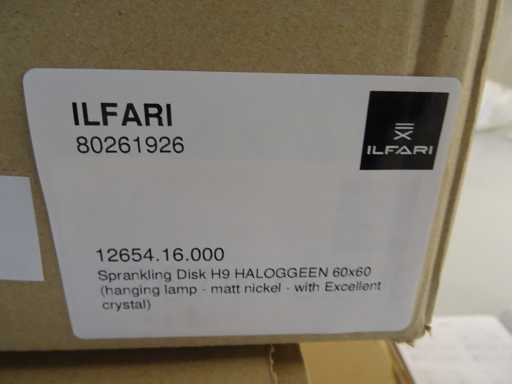 ILFARI
80261926
ILFARI
12654.16.000
Sprankling Disk H9 HALOGGEEN 60x60
(hanging lamp - matt nickel - with Excellent
crystal)